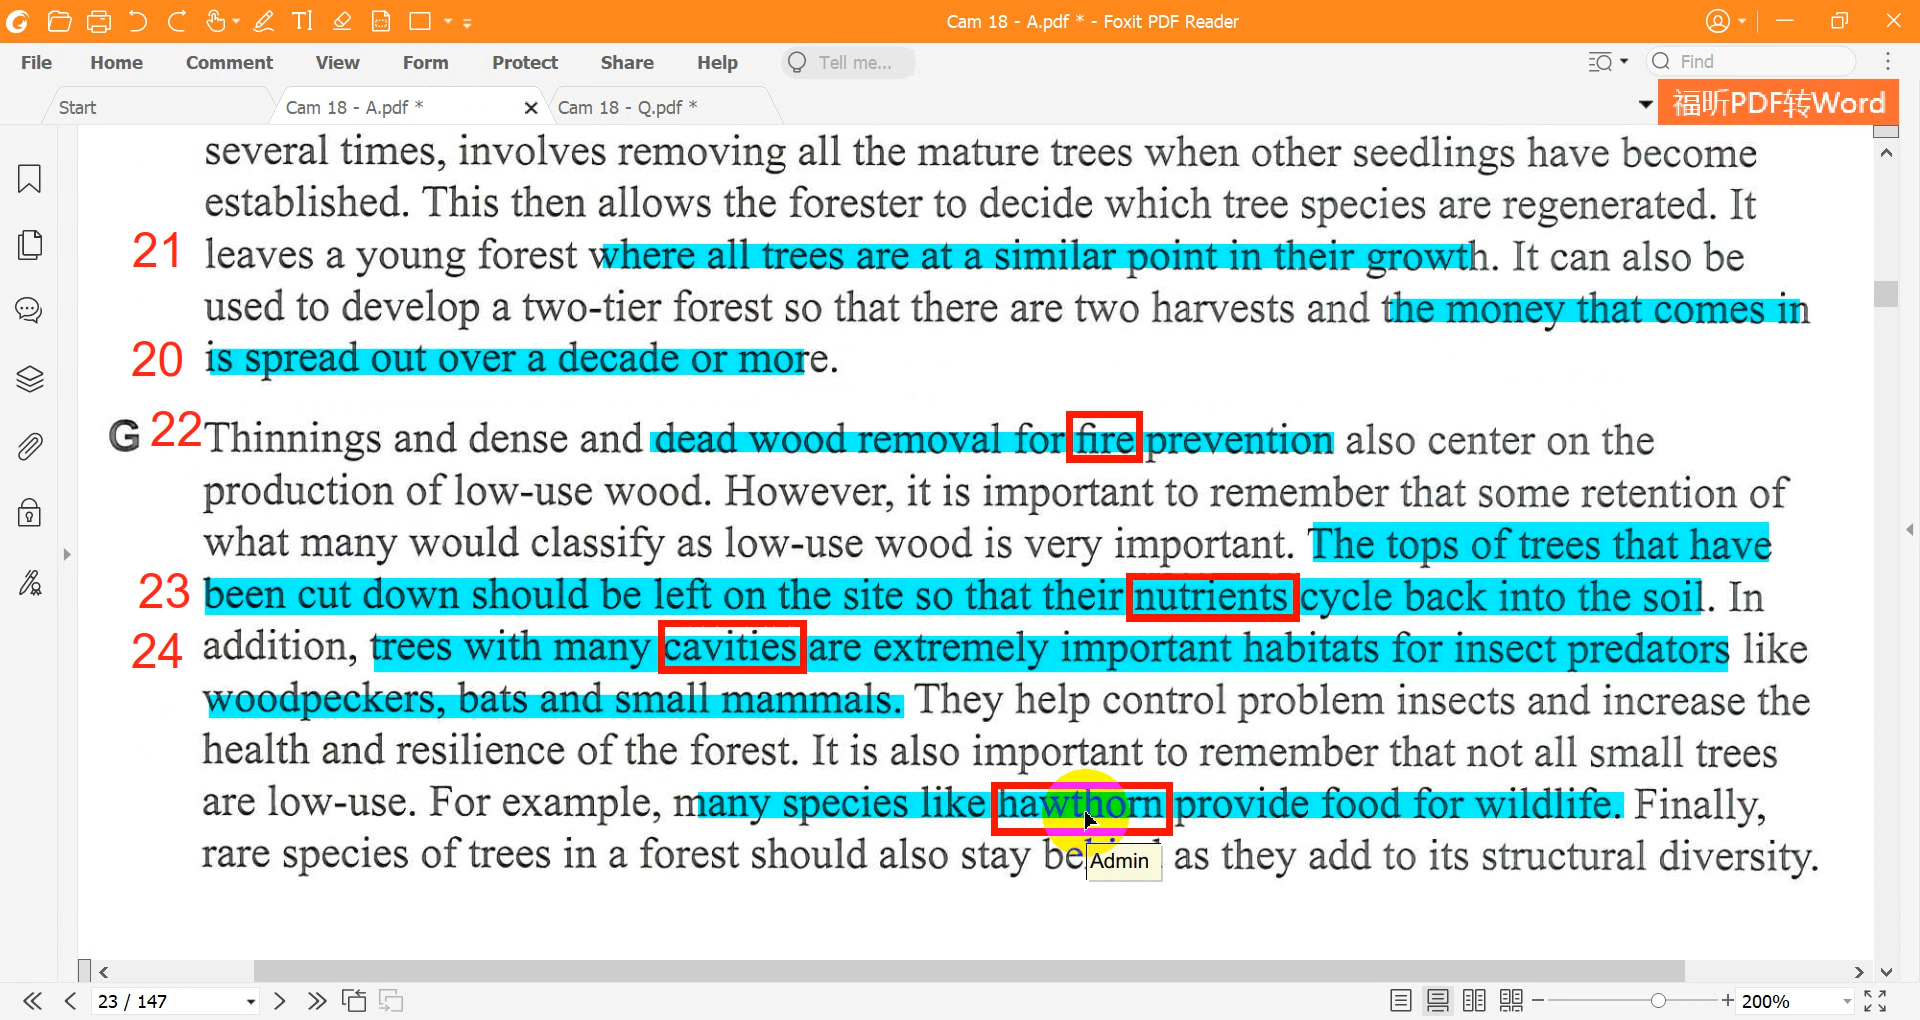 Cam 18 - A.pdf * - Foxit PDF Reader
File Home Comment View Form Protect Share Help Tell me... Find
Start Cam 18 - A.pdf * Cam 18 - Q.pdf * 福昕PDF转Word
several times, involves removing all the mature trees when other seedlings have become
established. This then allows the forester to decide which tree species are regenerated. It
21 leaves a young forest where all trees are at a similar point in their growth. It can also be
used to develop a two-tier forest so that there are two harvests and the money that comes in
20 is spread out over a decade or more.
G 22 Thinnings and dense and dead wood removal for fire prevention also center on the
production of low-use wood. However, it is important to remember that some retention of
what many would classify as low-use wood is very important. The tops of trees that have
23 been cut down should be left on the site so that their nutrients cycle back into the soil. In
24 addition, trees with many cavities are extremely important habitats for insect predators like
woodpeckers, bats and small mammals. They help control problem insects and increase the
health and resilience of the forest. It is also important to remember that not all small trees
are low-use. For example, many species like hawthorn provide food for wildlife. Finally,
rare species of trees in a forest should also stay as they add to its structural diversity.
Admin
23 / 147 200%